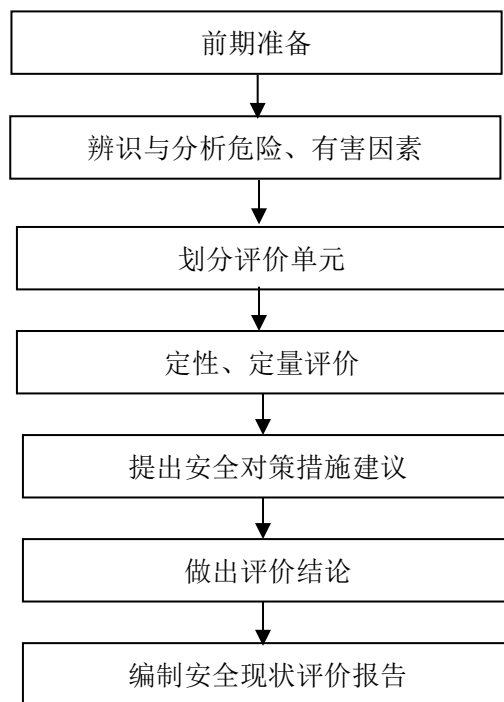 前期准备
辨识与分析危险、有害因素
划分评价单元
定性、定量评价
提出安全对策措施建议
做出评价结论
编制安全现状评价报告